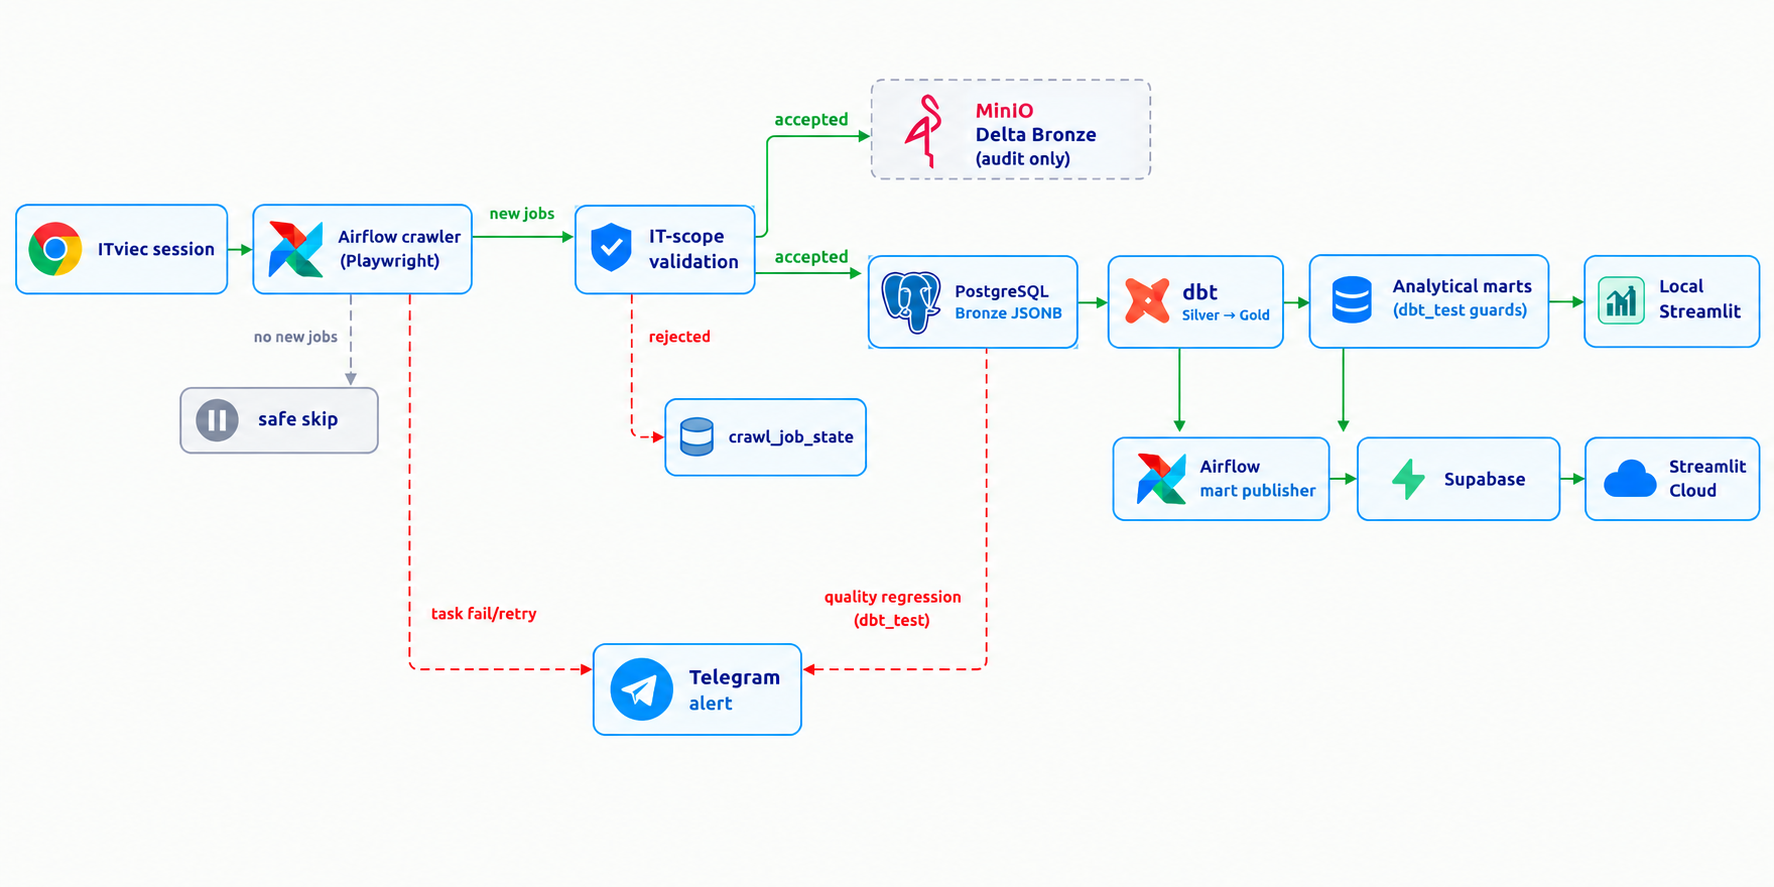 MiniO
Delta Bronze
(audit only)
accepted
new jobs
ITviec session
Airflow crawler
(Playwright)
IT-scope
validation
accepted
PostgreSQL
Bronze JSONB
dbt
Silver → Gold
Analytical marts
(dbt_test guards)
Local
Streamlit
no new jobs
rejected
safe skip
crawl_job_state
Airflow
mart publisher
Supabase
Streamlit
Cloud
task fail/retry
quality regression
(dbt_test)
Telegram
alert